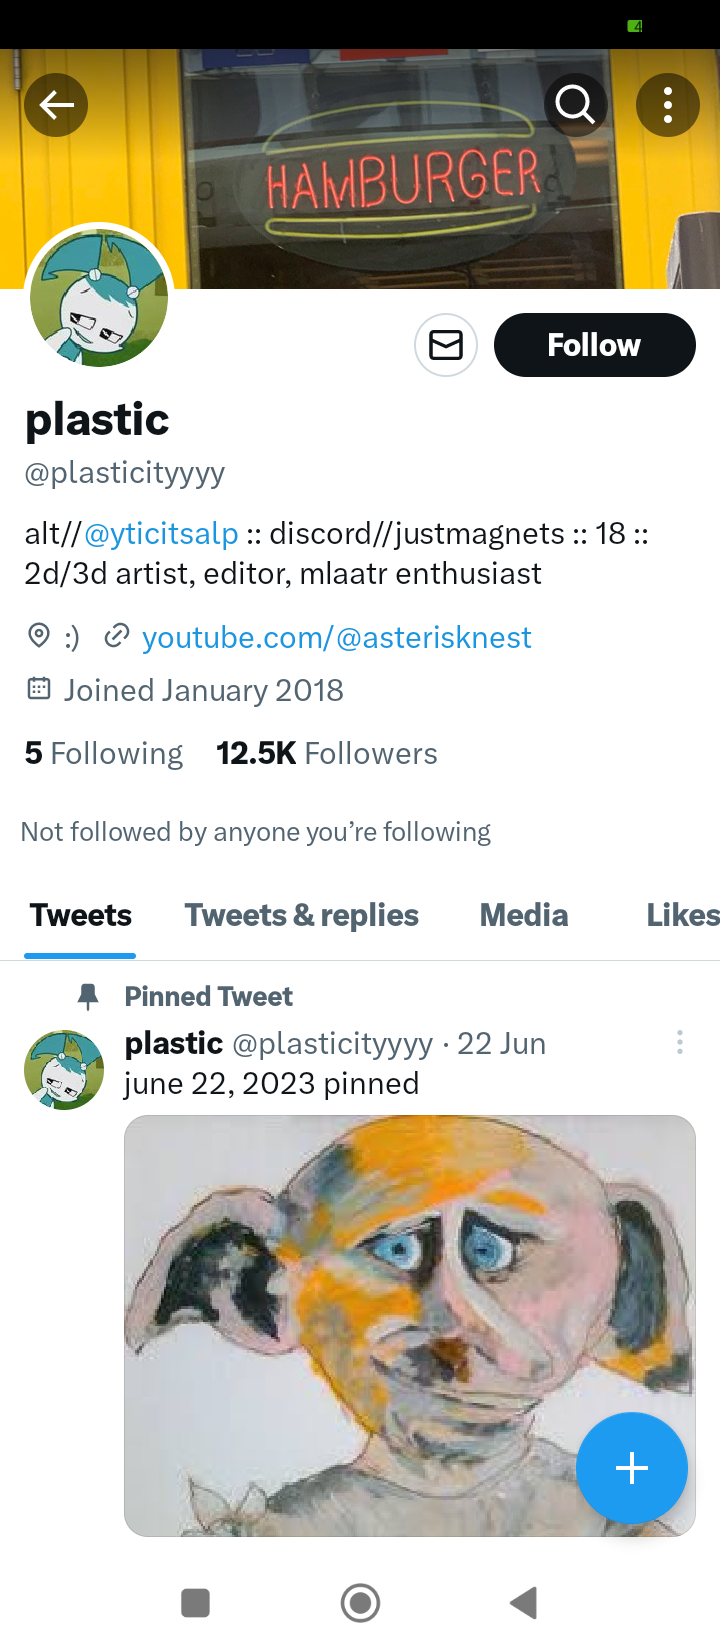 4
HAMBURGER
Follow
plastic
@plasticityyyy
alt//@yticitsalp :: discord//justmagnets :: 18 ::
2d/3d artist, editor, mlaatr enthusiast
:) youtube.com/@asterisknest
Joined January 2018
5 Following 12.5K Followers
Not followed by anyone you’re following
Tweets Tweets & replies Media Likes
Pinned Tweet
plastic @plasticityyyy · 22 Jun
june 22, 2023 pinned